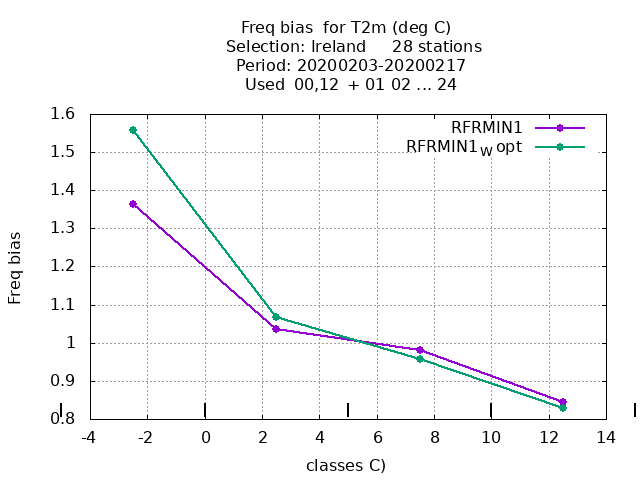 Freq bias  for T2m (deg C)
Selection: Ireland     28 stations
Period: 20200203-20200217
Used  00,12  + 01 02 ... 24
RFRMIN1
RFRMIN1W opt
1.6
1.5
1.4
1.3
1.2
1.1
1
0.9
0.8
Freq bias
-4 -2 0 2 4 6 8 10 12 14
classes C)